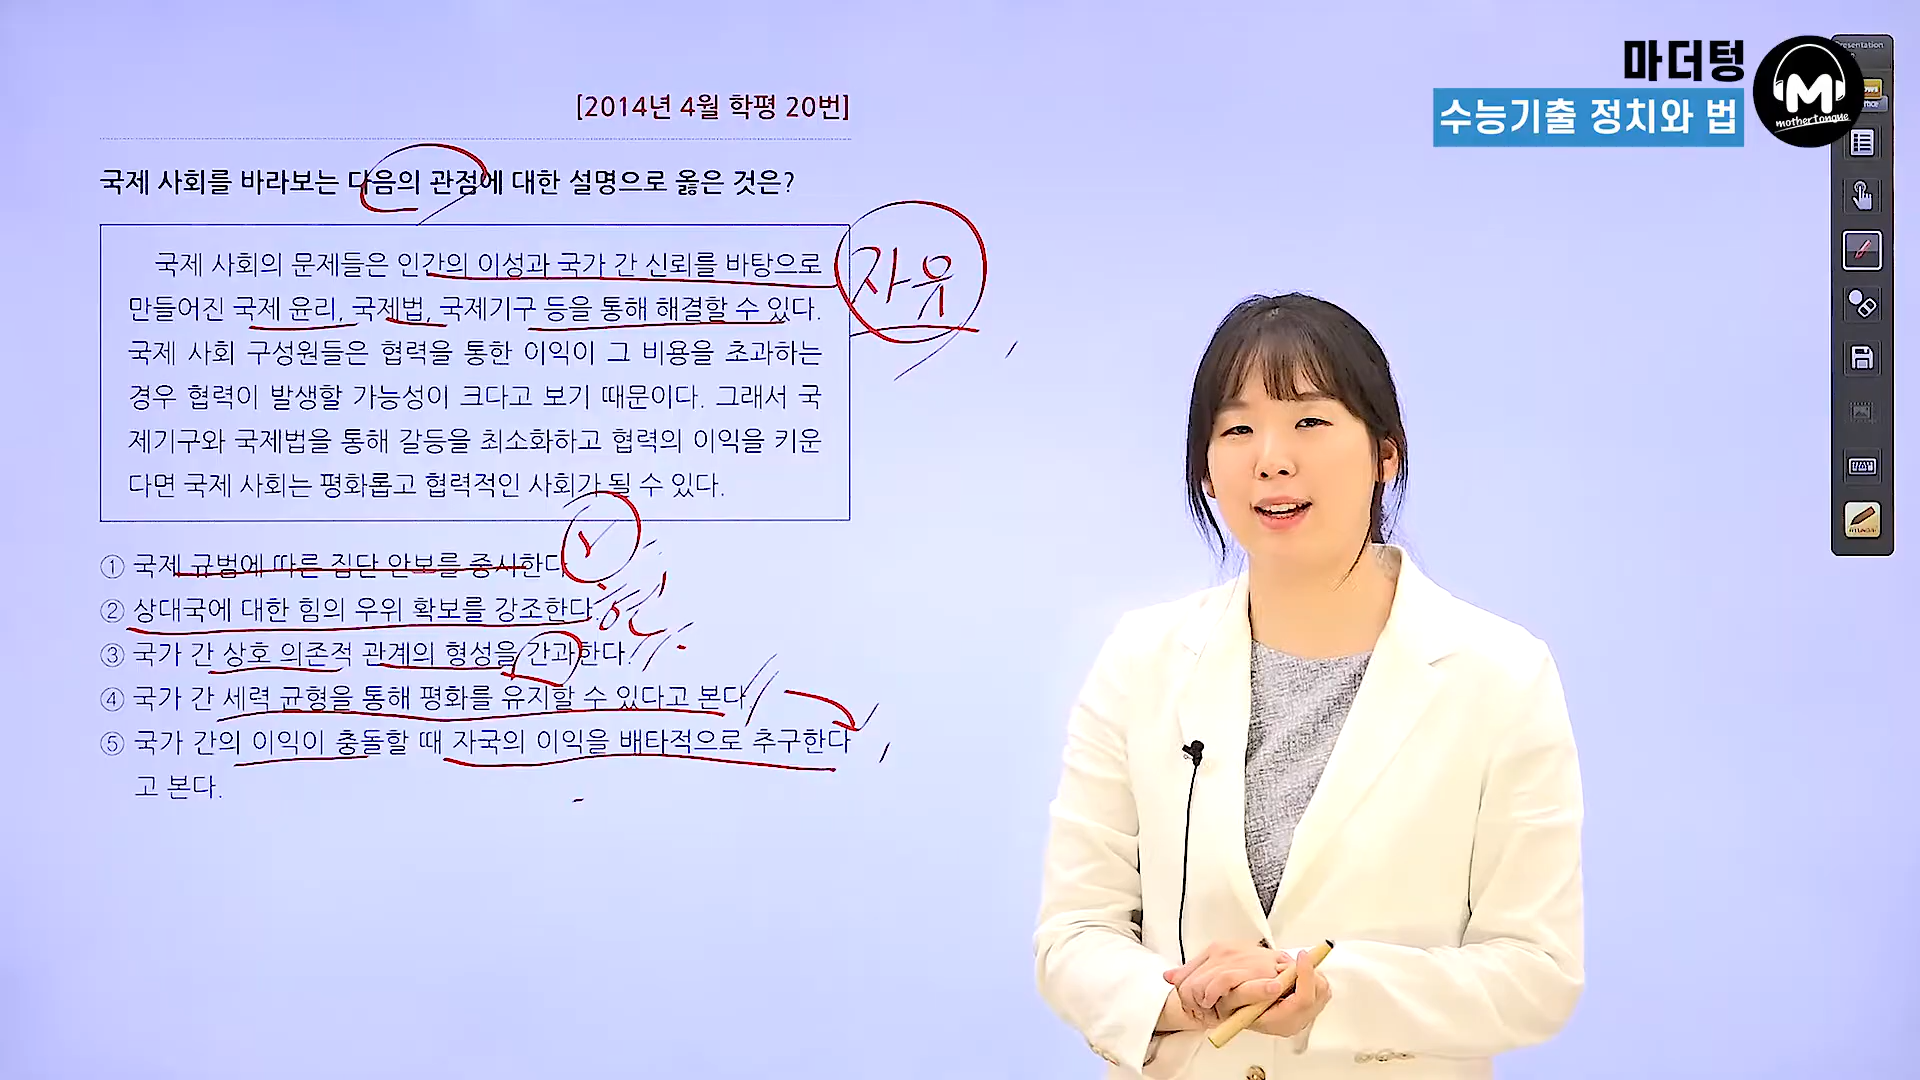 마더텅
수능기출 정치와 법
mothertongue
Presentation
[2014년 4월 학평 20번]
국제 사회를 바라보는 다음의 관점에 대한 설명으로 옳은 것은?
국제 사회의 문제들은 인간의 이성과 국가 간 신뢰를 바탕으로
만들어진 국제 윤리, 국제법, 국제기구 등을 통해 해결할 수 있다.
국제 사회 구성원들은 협력을 통한 이익이 그 비용을 초과하는
경우 협력이 발생할 가능성이 크다고 보기 때문이다. 그래서 국
제기구와 국제법을 통해 갈등을 최소화하고 협력의 이익을 키운
다면 국제 사회는 평화롭고 협력적인 사회가 될 수 있다.
자유
① 국제 규범에 따른 집단 안보를 중시한다
② 상대국에 대한 힘의 우위 확보를 강조한다. 현
③ 국가 간 상호 의존적 관계의 형성을 간과한다.
④ 국가 간 세력 균형을 통해 평화를 유지할 수 있다고 본다.
⑤ 국가 간의 이익이 충돌할 때 자국의 이익을 배타적으로 추구한다
고 본다.